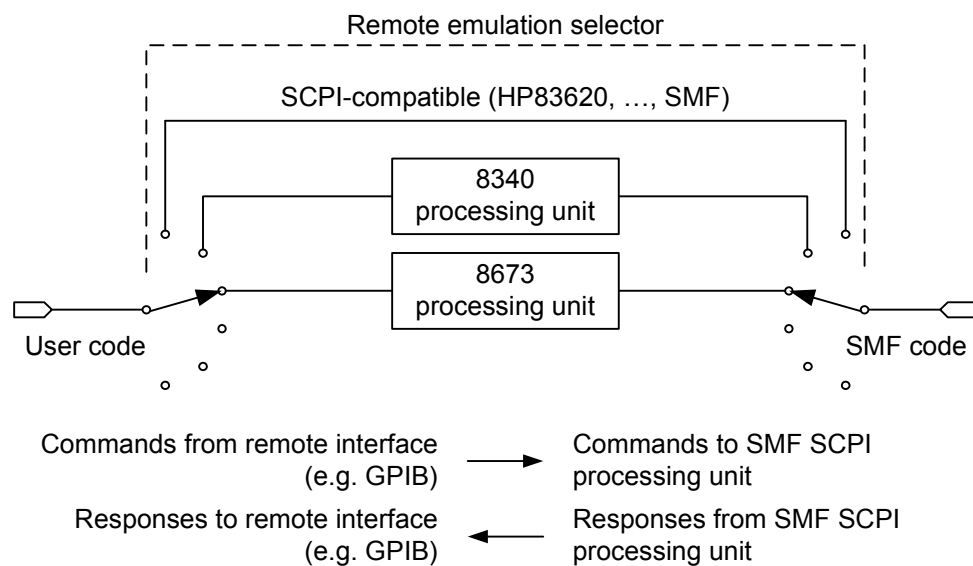 Remote emulation selector
SCPI-compatible (HP83620, …, SMF)
8340
processing unit
8673
processing unit
User code
SMF code
Commands from remote interface
(e.g. GPIB)
Commands to SMF SCPI
processing unit
Responses to remote interface
(e.g. GPIB)
Responses from SMF SCPI
processing unit